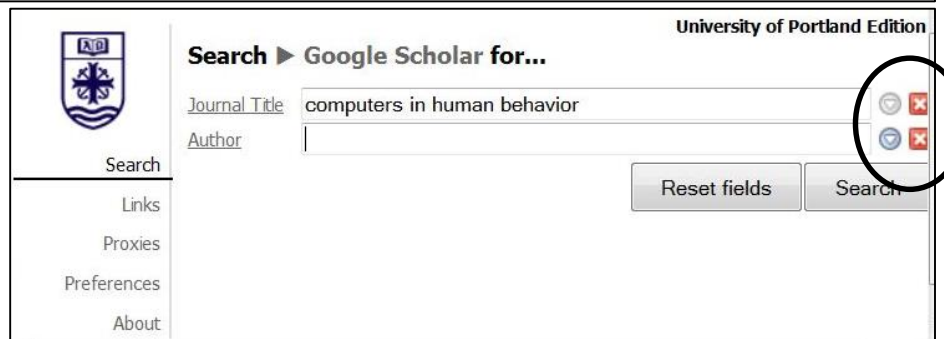 University of Portland Edition
Search ▶ Google Scholar for...
Journal Title computers in human behavior
Author
Reset fields Search
Search
Links
Proxies
Preferences
About